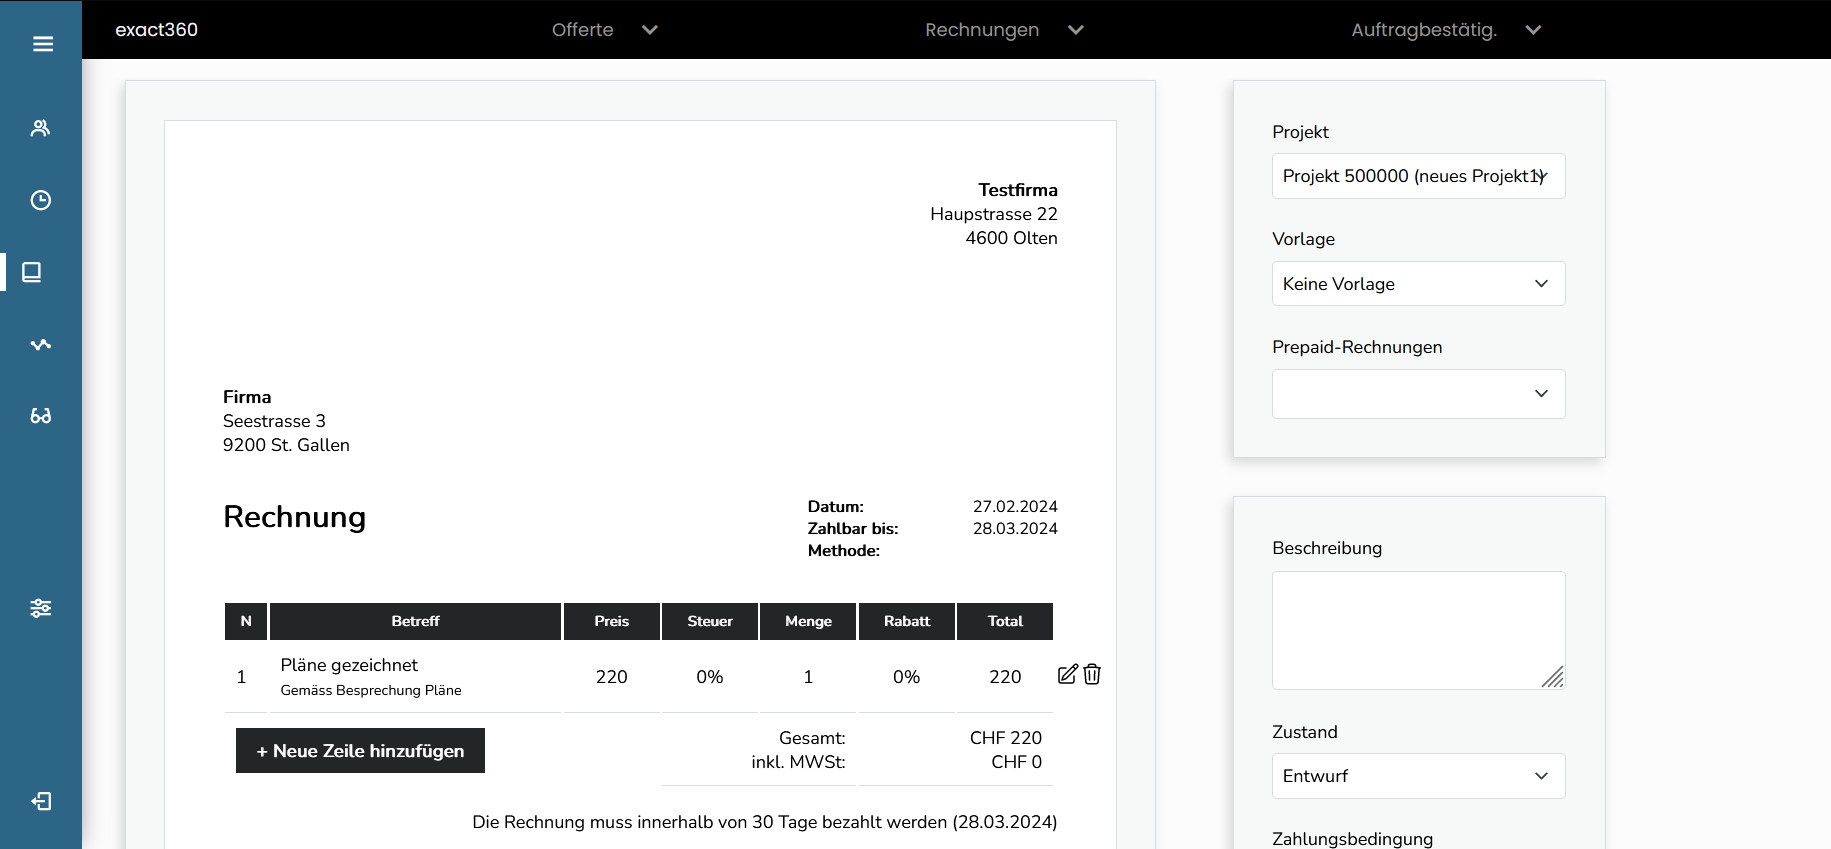 exact360
Offerte
Rechnungen
Auftragbestätig.
Testfirma
Haupstrasse 22
4600 Olten
Firma
Seestrasse 3
9200 St. Gallen
Rechnung
Datum: 27.02.2024
Zahlbar bis: 28.03.2024
Methode:
N Betreff Preis Steuer Menge Rabatt Total
1 Pläne gezeichnet 220 0% 1 0% 220
Gemäss Besprechung Pläne
+ Neue Zeile hinzufügen
Gesamt: CHF 220
inkl. MWSt: CHF 0
Die Rechnung muss innerhalb von 30 Tage bezahlt werden (28.03.2024)
Projekt
Projekt 500000 (neues Projekt1)
Vorlage
Keine Vorlage
Prepaid-Rechnungen
Beschreibung
Zustand
Entwurf
Zahlungsbedingung